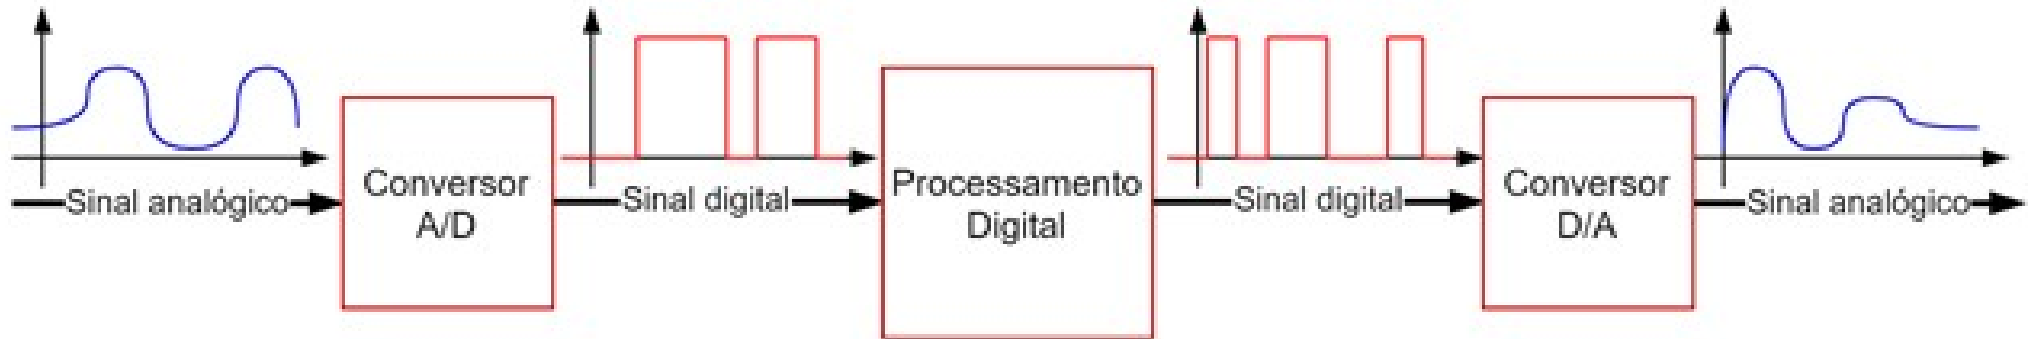 Sinal analógico
Conversor
A/D
Sinal digital
Processamento
Digital
Sinal digital
Conversor
D/A
Sinal analógico